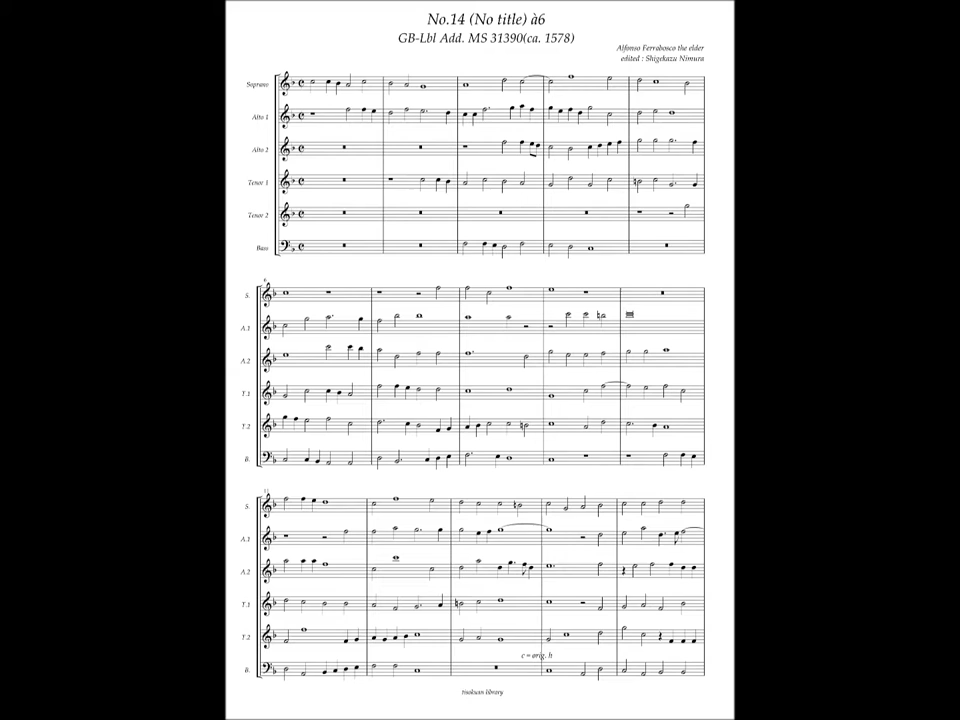 No.14 (No title) à6
GB-Lbl Add. MS 31390(ca. 1578)
Alfonso Ferrabosco the elder
edited : Shigekazu Nimura
Soprano
Alto 1
Alto 2
Tenor 1
Tenor 2
Bass
6
S.
A.1
A.2
T.1
T.2
B.
11
S.
A.1
A.2
T.1
T.2
B.
c = orig. h